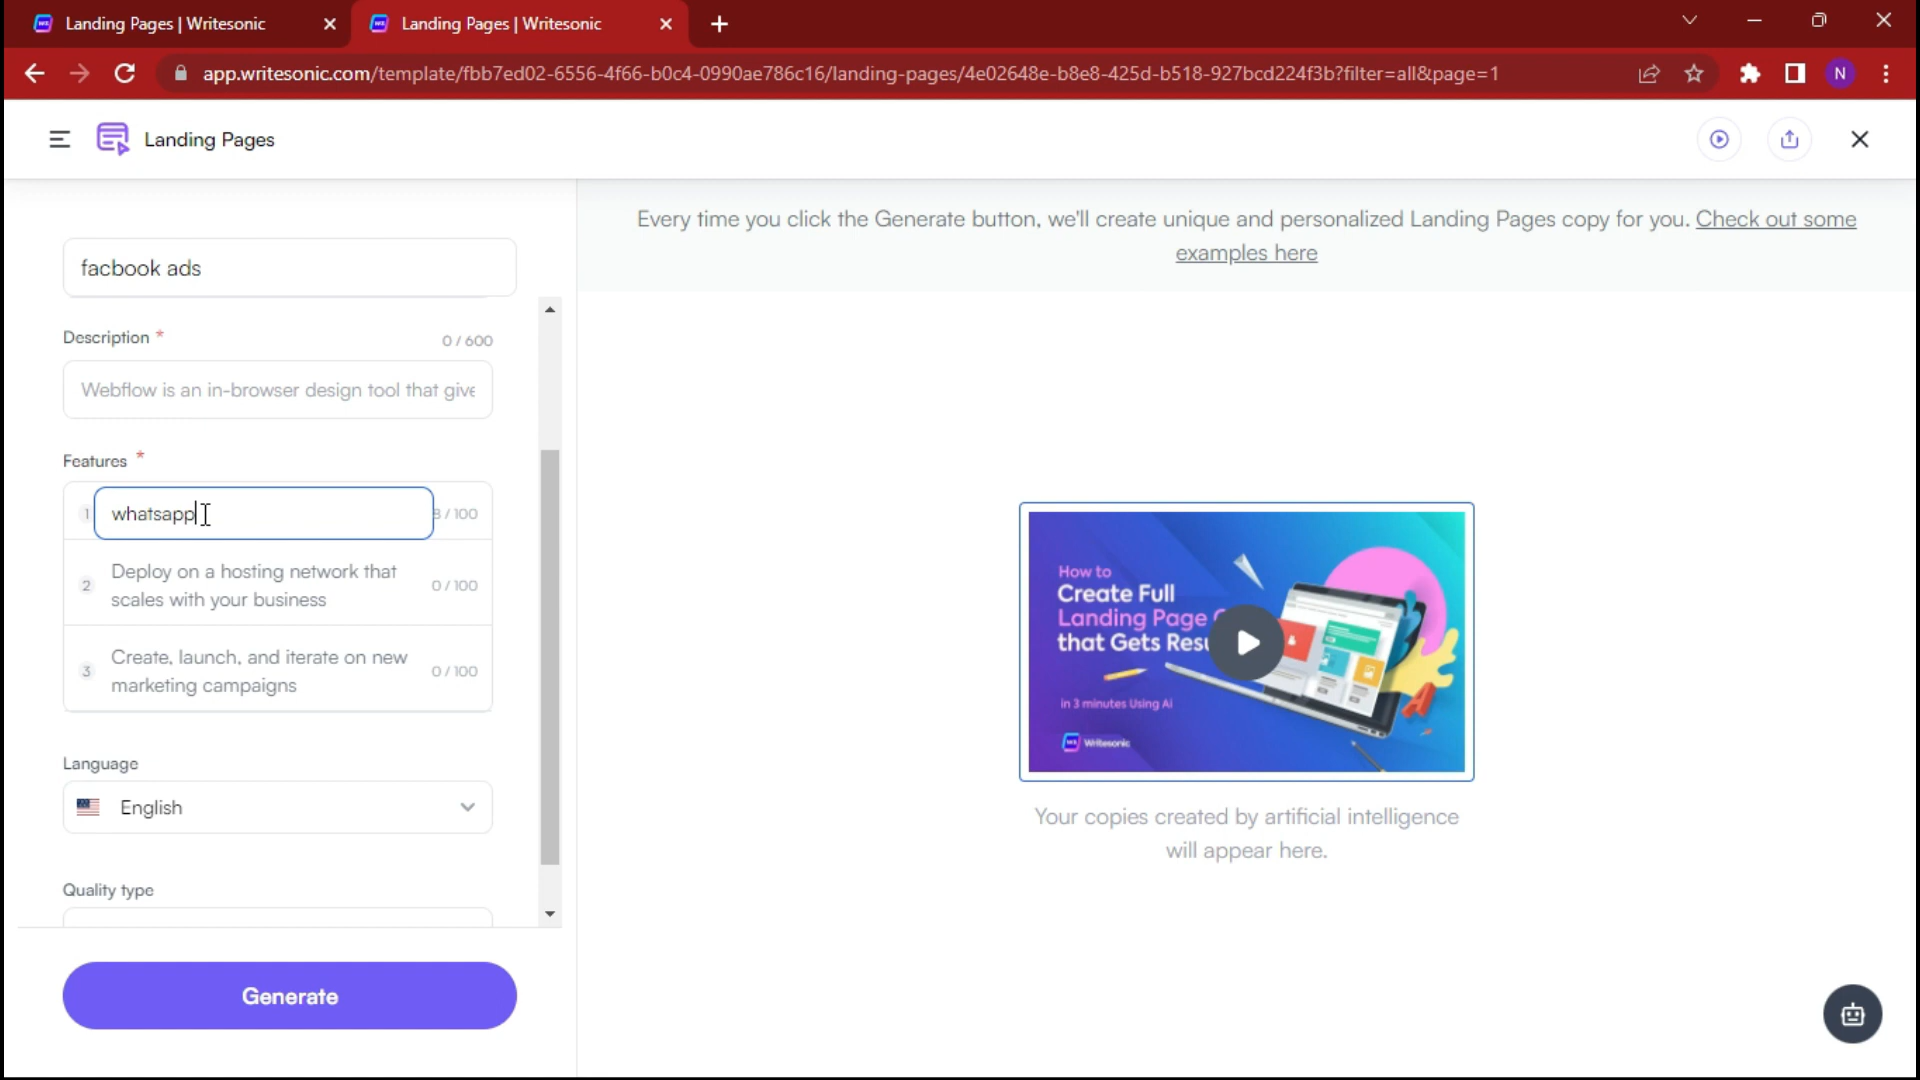 Landing Pages | Writesonic
Landing Pages | Writesonic
app.writesonic.com/template/fbb7ed02-6556-4f66-b0c4-0990ae786c16/landing-pages/4e02648e-b8e8-425d-b518-927bcd224f3b?filter=all&page=1
N
Landing Pages
Every time you click the Generate button, we'll create unique and personalized Landing Pages copy for you. Check out some
examples here
facbook ads
Description *
0 / 600
Webflow is an in-browser design tool that give
Features *
1 whatsapp 8 / 100
2 Deploy on a hosting network that
scales with your business
0 / 100
3 Create, launch, and iterate on new
marketing campaigns
0 / 100
Language
English
Quality type
Generate
How to
Create Full
Landing Page
that Gets Resu
in 3 minutes Using Ai
Writesonic
Your copies created by artificial intelligence
will appear here.